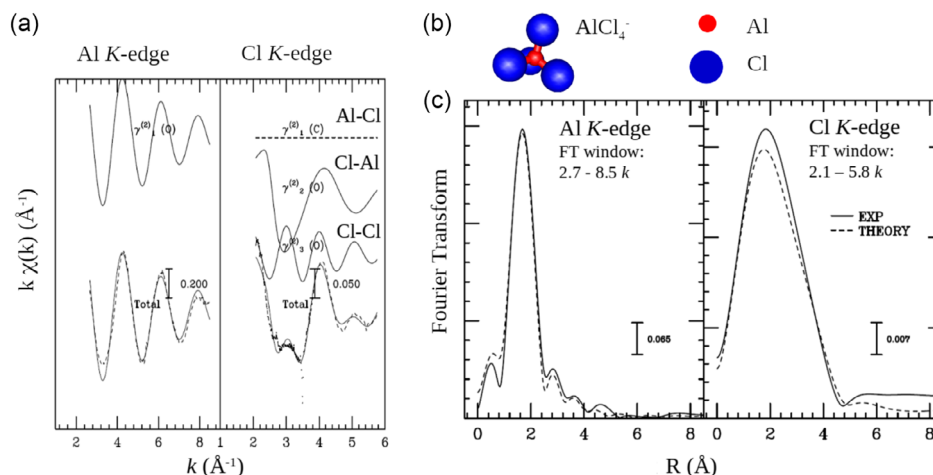 (a)
Al K-edge
Cl K-edge
γ(2)1 (O)
Al-Cl
γ(2)1 (C)
Cl-Al
γ(2)2 (O)
Cl-Cl
γ(2)3 (O)
0.200
Total
0.050
Total
k χ(k) (Å-1)
2 4 6 8 1 2 3 4 5 6
k (Å-1)
(b)
AlCl4-
Al
Cl
(c)
Al K-edge
FT window:
2.7 - 8.5 k
Cl K-edge
FT window:
2.1 – 5.8 k
EXP
THEORY
0.065
0.007
Fourier Transform
0 2 4 6 8 0 2 4 6 8
R (Å)